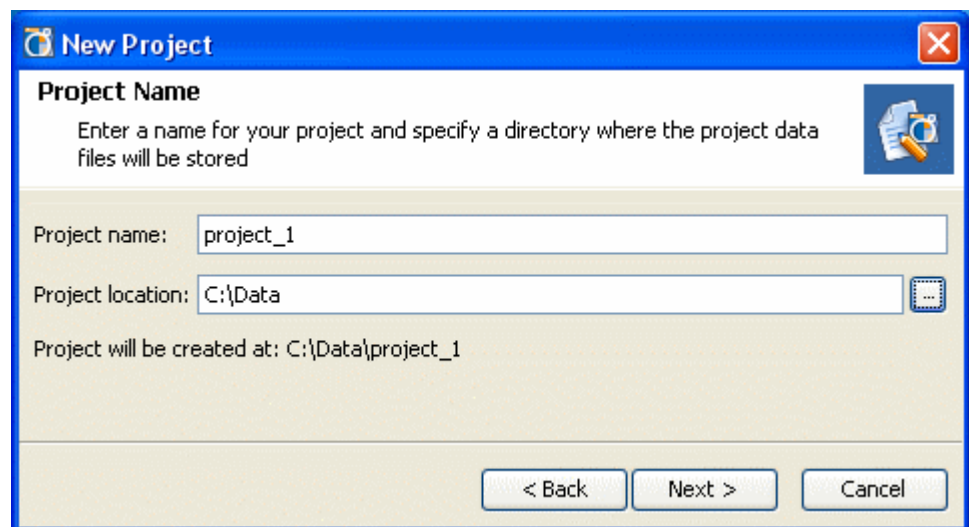 New Project
Project Name
Enter a name for your project and specify a directory where the project data
files will be stored
Project name: project_1
Project location: C:\Data ...
Project will be created at: C:\Data\project_1
< Back Next > Cancel